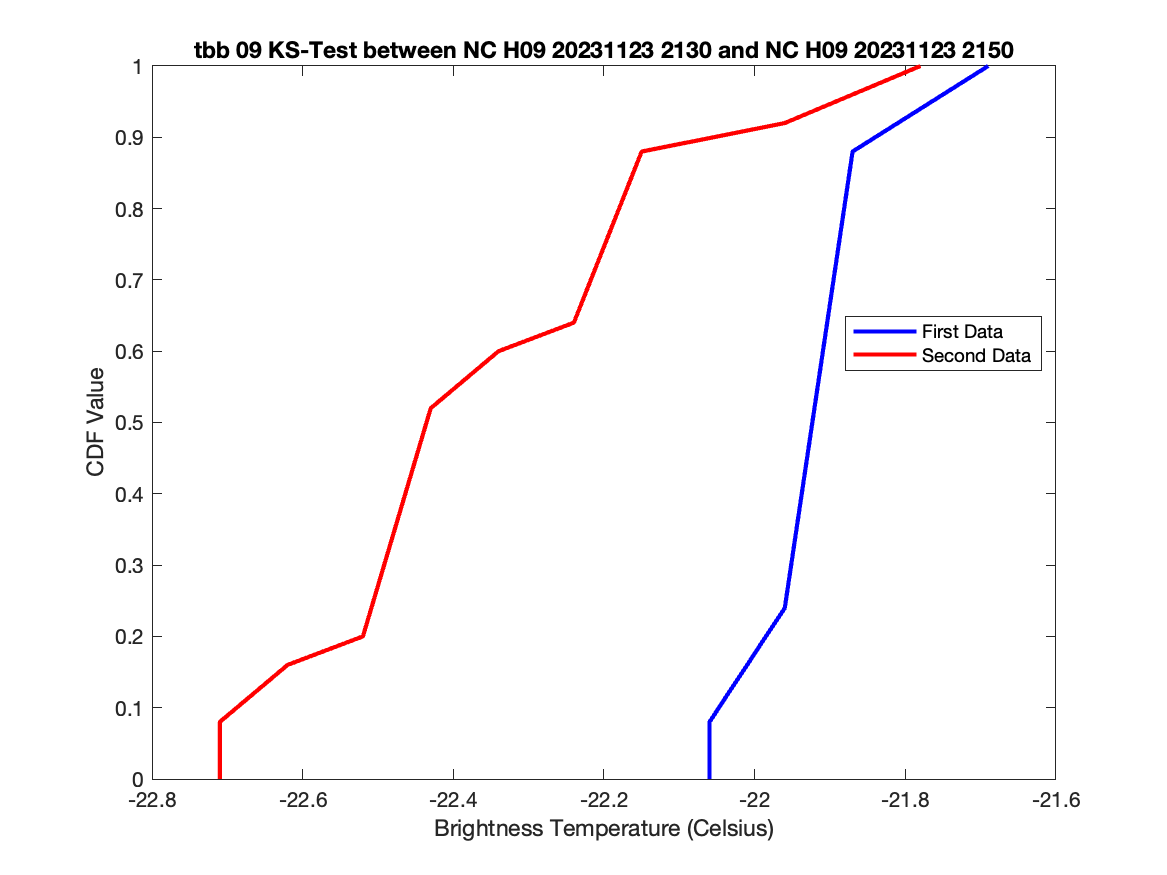 tbb 09 KS-Test between NC H09 20231123 2130 and NC H09 20231123 2150
1
0.9
0.8
0.7
0.6
0.5
0.4
0.3
0.2
0.1
0
CDF Value
First Data
Second Data
-22.8 -22.6 -22.4 -22.2 -22 -21.8 -21.6
Brightness Temperature (Celsius)